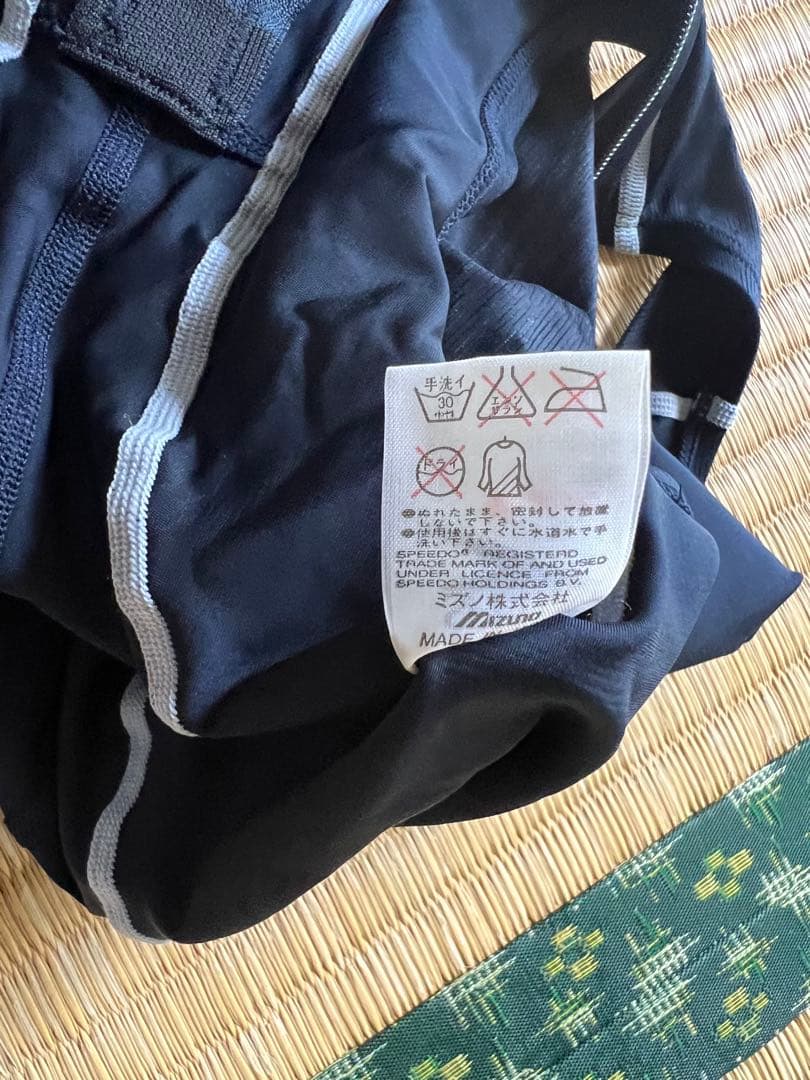 手洗イ
30
中性
エンソ
サラシ
ドライ
●ぬれたまま、密封して放置
しないで下さい。
●使用後はすぐに水道水で手
洗い下さい。
SPEEDO® REGISTERD
TRADE MARK OF AND USED
UNDER LICENCE FROM
SPEEDO HOLDINGS B.V.
ミズノ株式会社
Mizuno
MADE IN